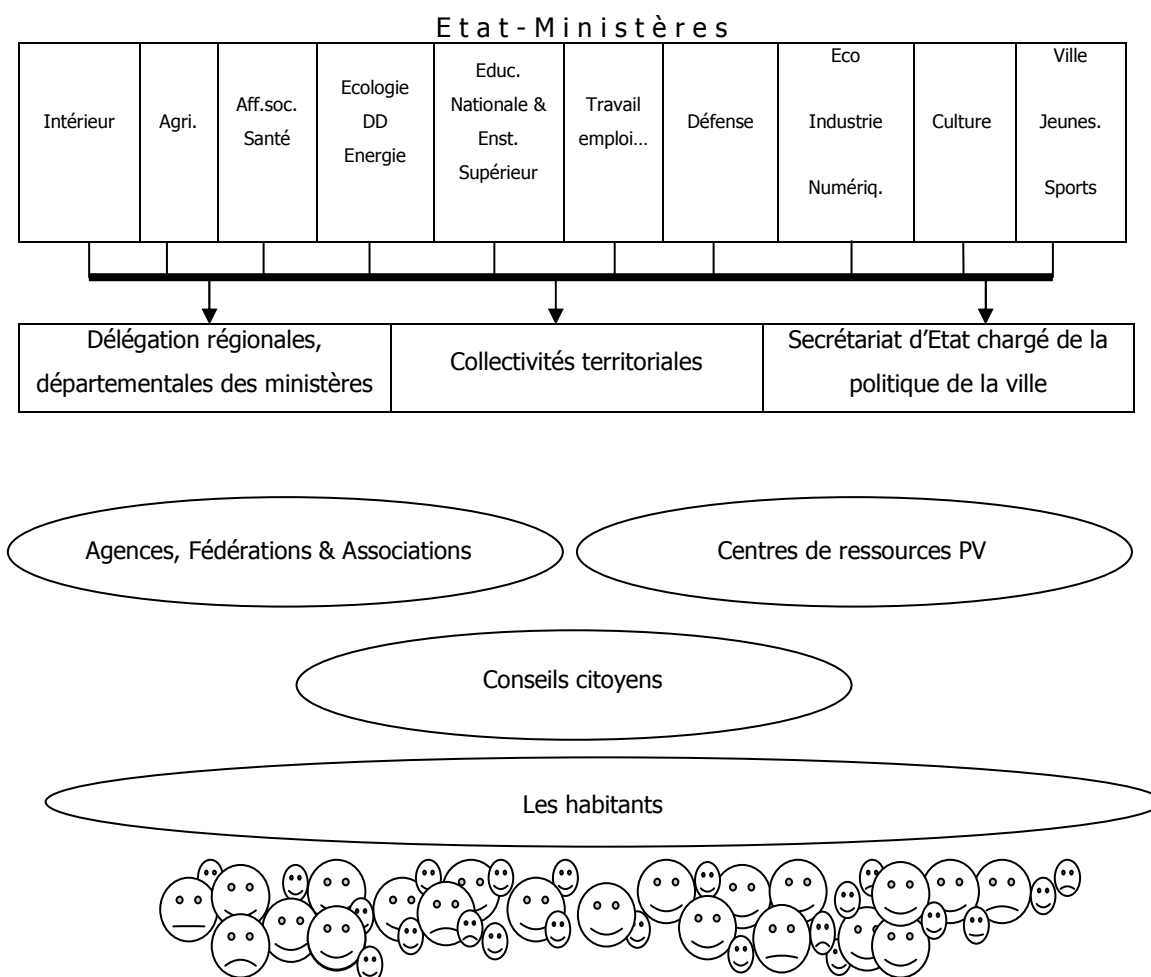 Etat-Ministères
Intérieur
Agri.
Aff.soc.
Santé
Ecologie
DD
Energie
Educ.
Nationale &
Enst.
Supérieur
Travail
emploi...
Défense
Eco
Industrie
Numériq.
Culture
Ville
Jeunes.
Sports
Délégation régionales,
départementales des ministères
Collectivités territoriales
Secrétariat d'Etat chargé de la
politique de la ville
Agences, Fédérations & Associations
Centres de ressources PV
Conseils citoyens
Les habitants